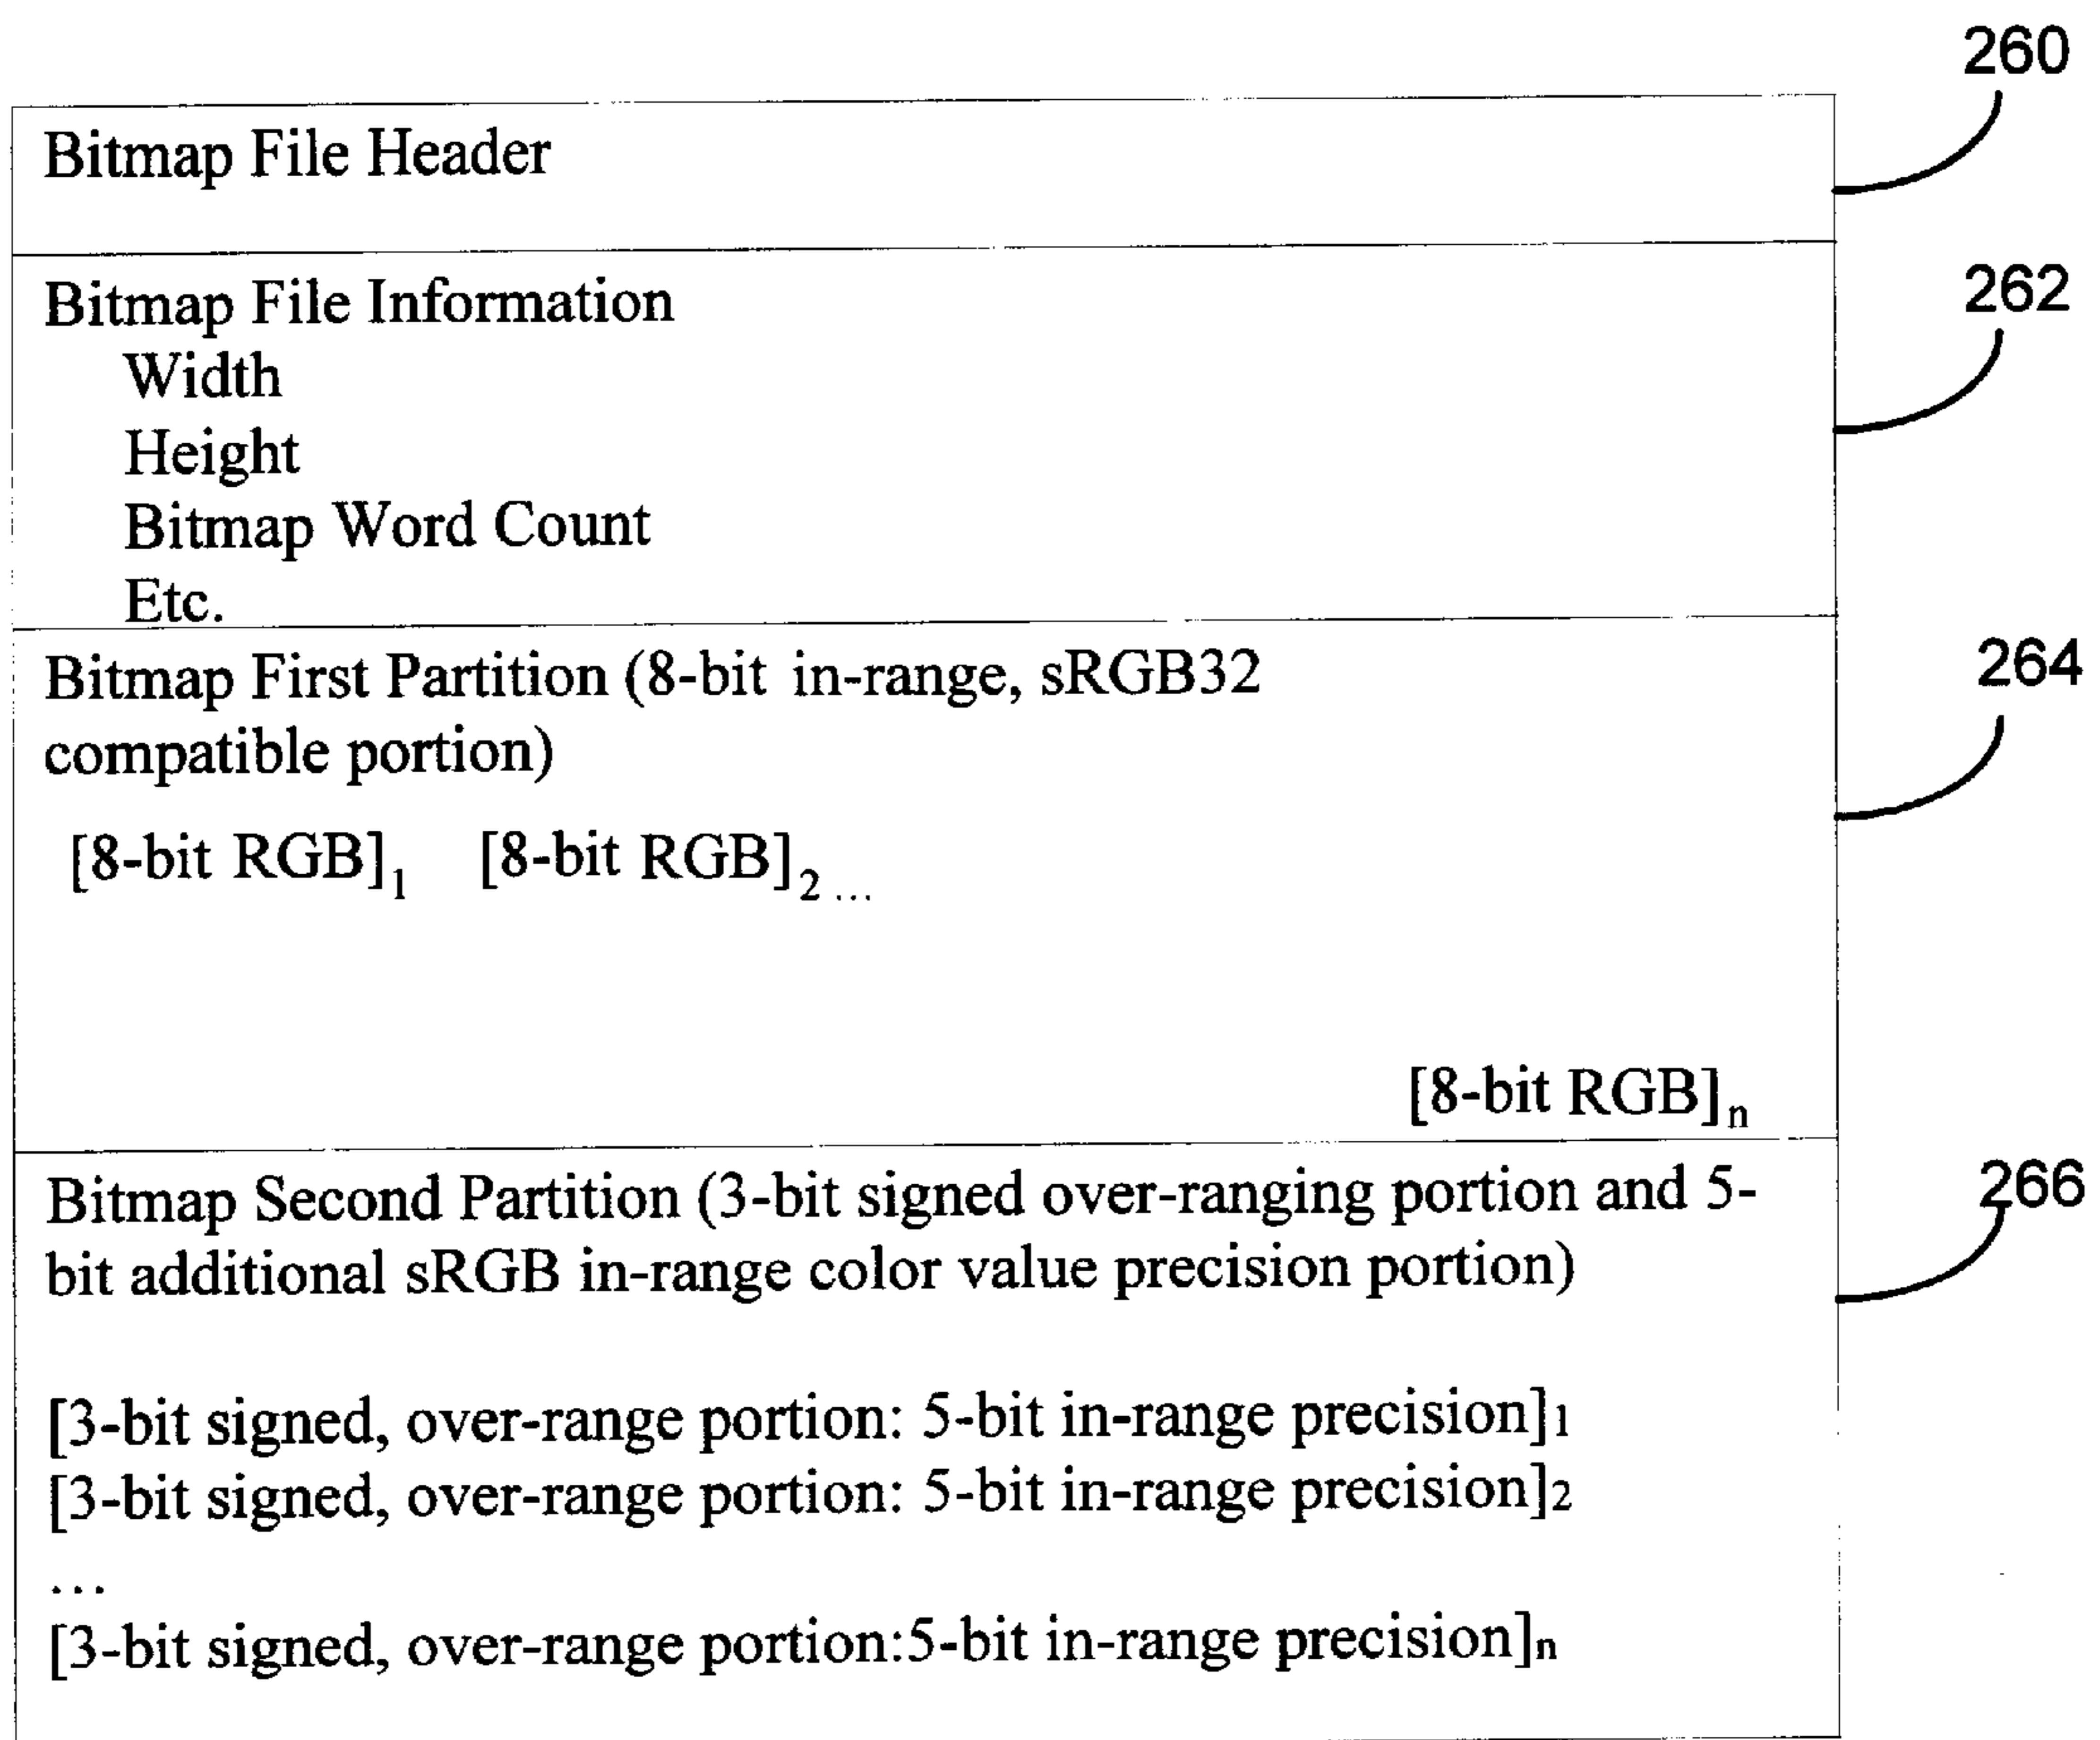 260
Bitmap File Header
Bitmap File Information
262
Width
Height
Bitmap Word Count
Etc.
Bitmap First Partition (8-bit in-range, sRGB32
264
compatible portion)
[8-bit RGB]1 [8-bit RGB]2 ...
[8-bit RGB]n
Bitmap Second Partition (3-bit signed over-ranging portion and 5-
266
bit additional sRGB in-range color value precision portion)
[3-bit signed, over-range portion: 5-bit in-range precision]1
[3-bit signed, over-range portion: 5-bit in-range precision]2
...
[3-bit signed, over-range portion:5-bit in-range precision]n